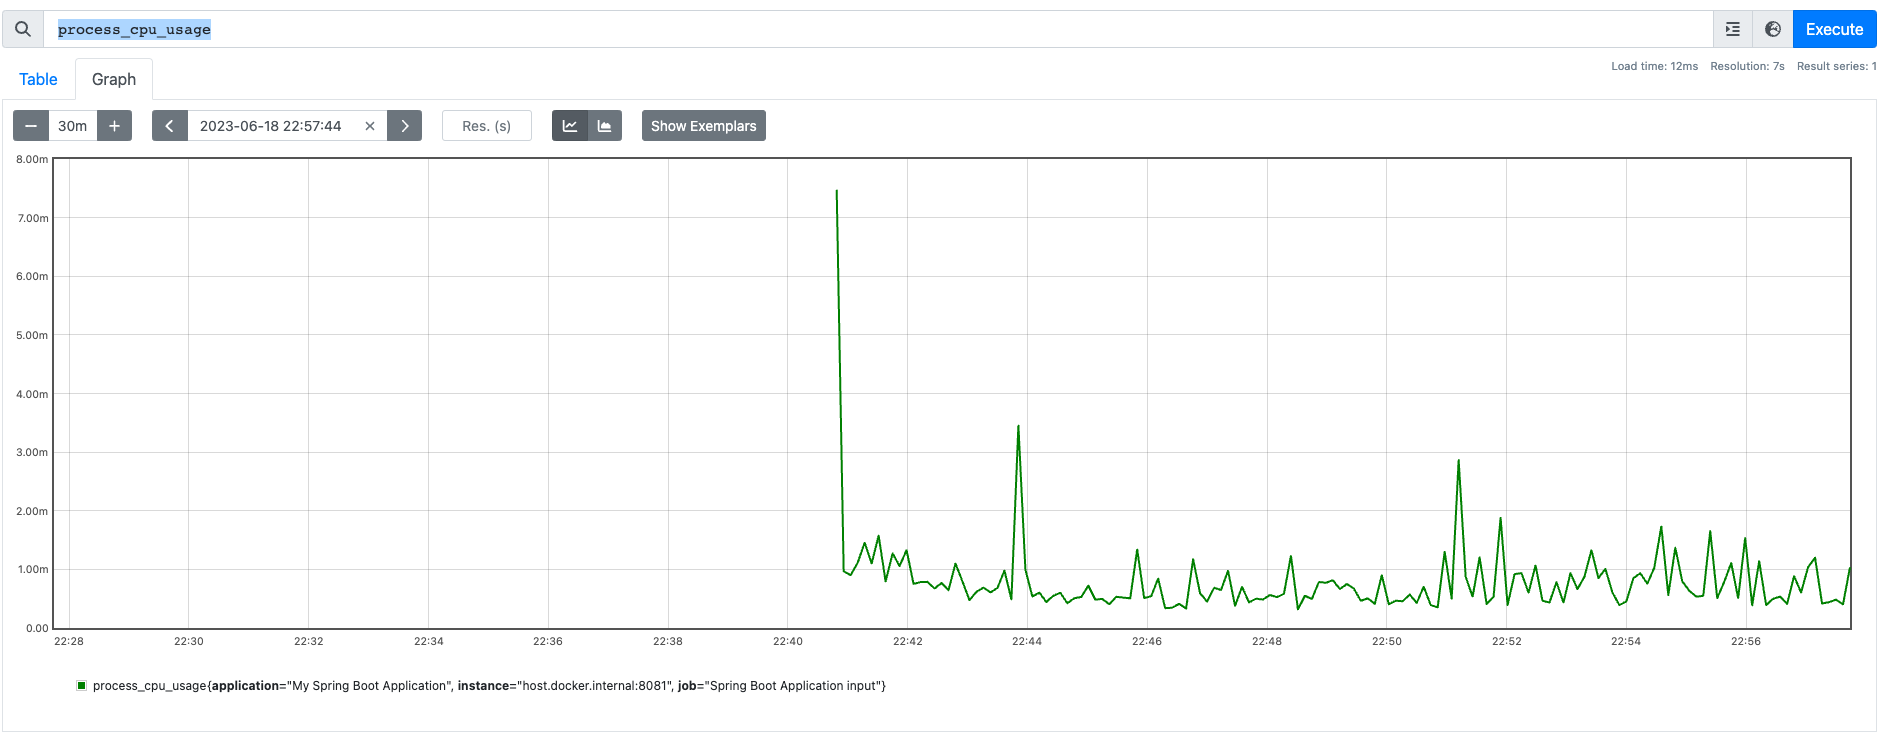 process_cpu_usage
Execute
Table
Graph
Load time: 12ms Resolution: 7s Result series: 1
30m
2023-06-18 22:57:44
Res. (s)
Show Exemplars
8.00m
7.00m
6.00m
5.00m
4.00m
3.00m
2.00m
1.00m
0.00
22:28 22:30 22:32 22:34 22:36 22:38 22:40 22:42 22:44 22:46 22:48 22:50 22:52 22:54 22:56
process_cpu_usage{application="My Spring Boot Application", instance="host.docker.internal:8081", job="Spring Boot Application input"}